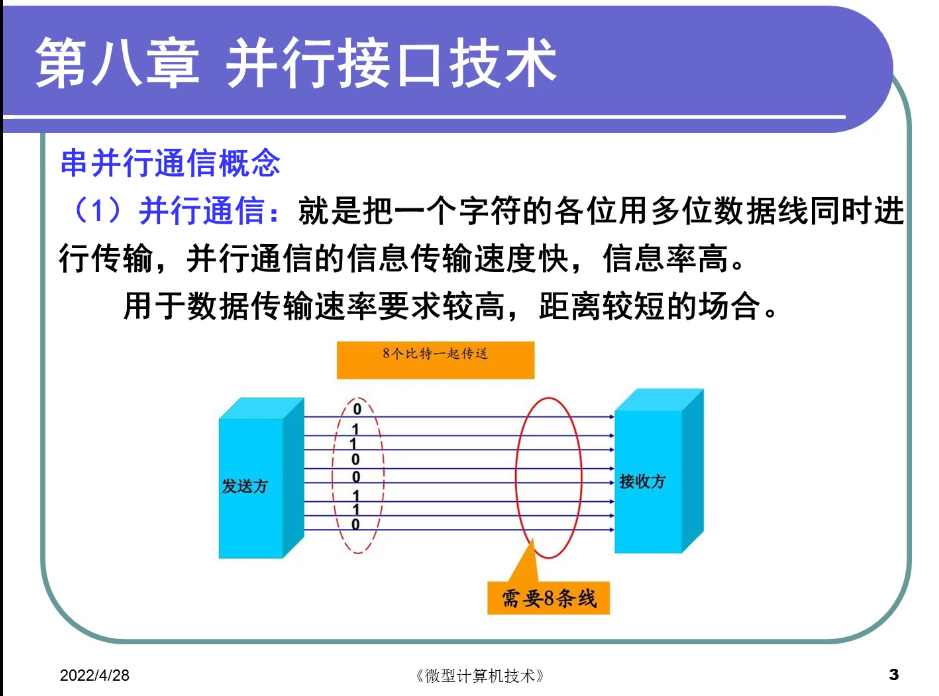 第八章 并行接口技术
串并行通信概念
（1）并行通信：就是把一个字符的各位用多位数据线同时进
行传输，并行通信的信息传输速度快，信息率高。
用于数据传输速率要求较高，距离较短的场合。
8个比特一起传送
0
1
1
0
0
1
1
0
发送方
接收方
需要8条线
2022/4/28
《微型计算机技术》
3